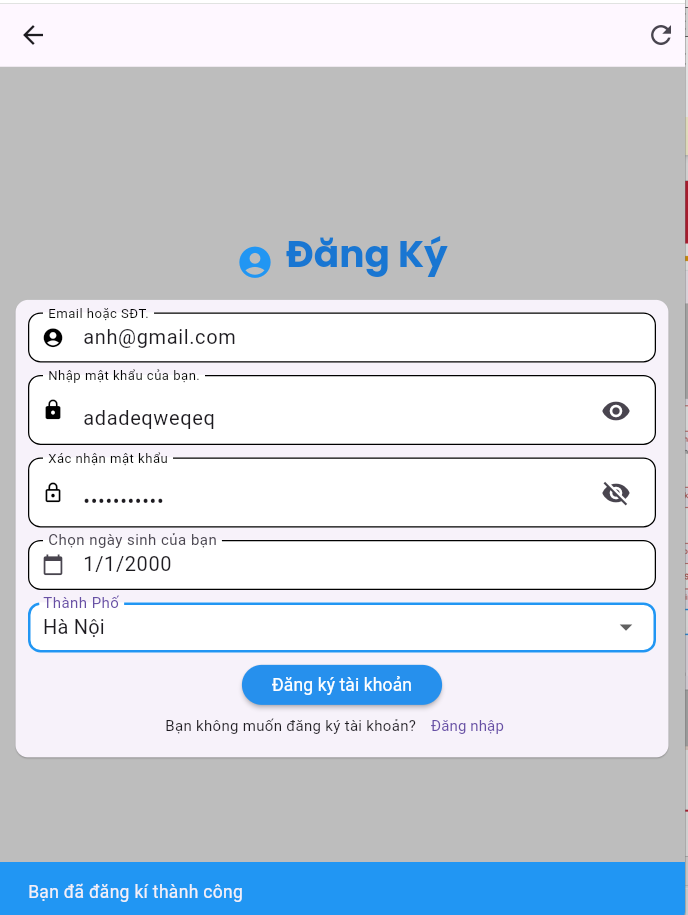 Đăng Ký
Email hoặc SĐT.
anh@gmail.com
Nhập mật khẩu của bạn.
adadeqweqeq
Xác nhận mật khẩu
•••••••••••
Chọn ngày sinh của bạn
1/1/2000
Thành Phố
Hà Nội
Đăng ký tài khoản
Bạn không muốn đăng ký tài khoản? Đăng nhập
Bạn đã đăng kí thành công